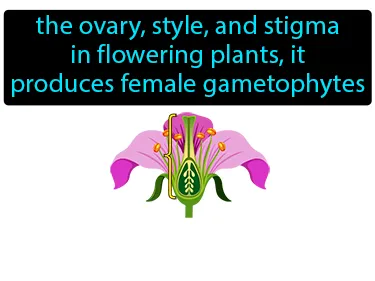 the ovary, style, and stigma
in flowering plants, it
produces female gametophytes